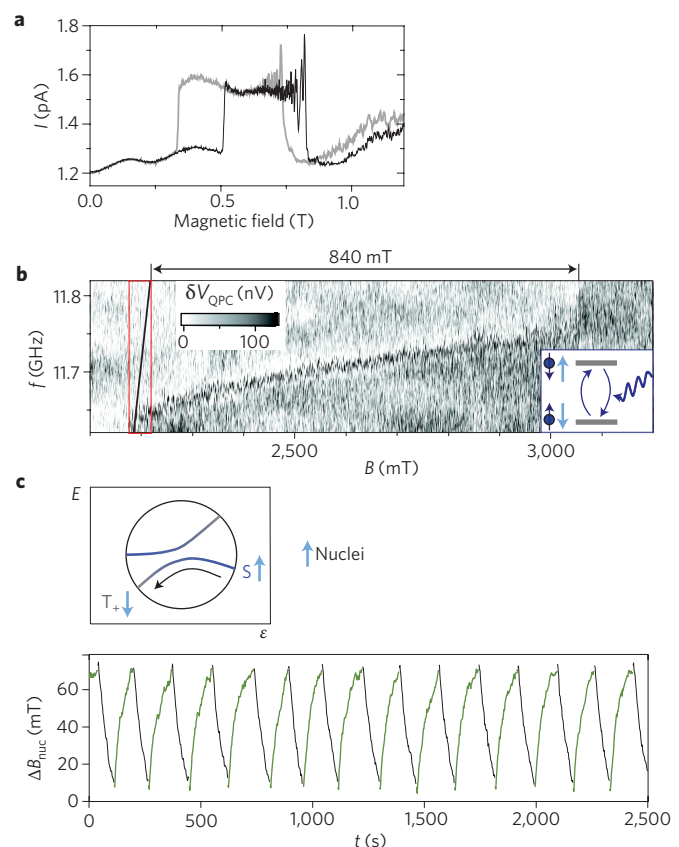 a
1.8
1.6
1.4
1.2
I (pA)
0.0 0.5 1.0
Magnetic field (T)
840 mT
b
11.8
11.7
f (GHz)
δV_QPC (nV)
0 100
2,500 3,000
B (mT)
c
E
S
T+
ε
Nuclei
60
40
20
0
ΔB_nuc (mT)
0 500 1,000 1,500 2,000 2,500
t (s)